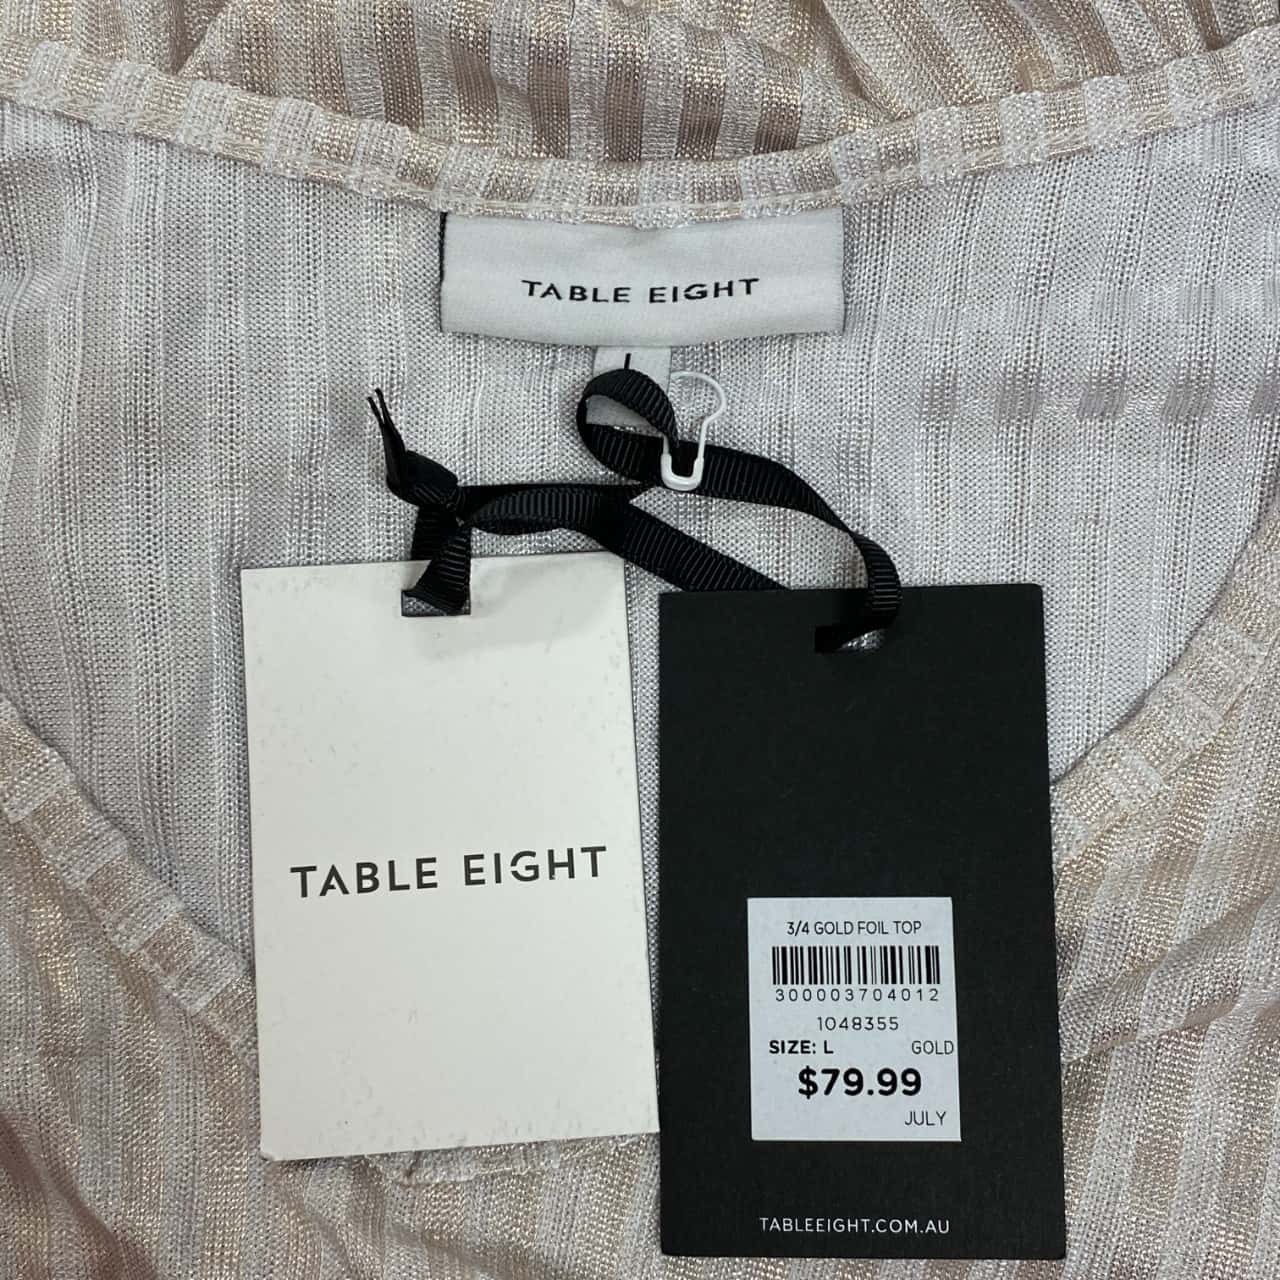 TABLE EIGHT
TABLE EIGHT
3/4 GOLD FOIL TOP
300003704012
1048355
SIZE: L GOLD
$79.99
JULY
TABLEEIGHT.COM.AU